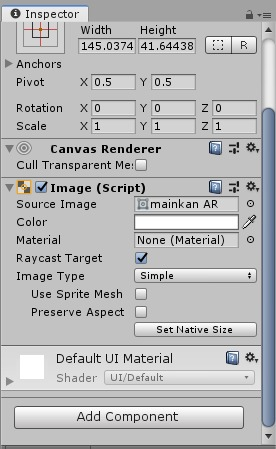 Inspector
Width Height
145.0374 41.64438
R
Anchors
Pivot X 0.5 Y 0.5
Rotation X 0 Y 0 Z 0
Scale X 1 Y 1 Z 1
Canvas Renderer
Cull Transparent Mes
Image (Script)
Source Image mainkan AR
Color
Material None (Material)
Raycast Target
Image Type Simple
Use Sprite Mesh
Preserve Aspect
Set Native Size
Default UI Material
Shader UI/Default
Add Component